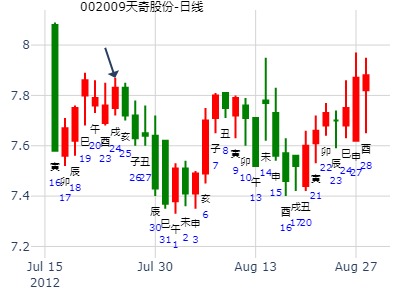 002009天奇股份-日线
8
7.8
7.6
7.4
7.2
寅
16
卯
17
辰
18
巳
19
午
20
未
23
酉
24
戌
亥
25
子
26
丑
27
辰
30
巳
31
午
1
未
2
申
3
亥
6
子
7
丑
8
寅
9
卯
10
午
13
未
14
申
15
酉
16
戌
17
丑
20
寅
21
卯
22
辰
23
巳
24
申
27
酉
28
Jul 15
2012
Jul 30
Aug 13
Aug 27